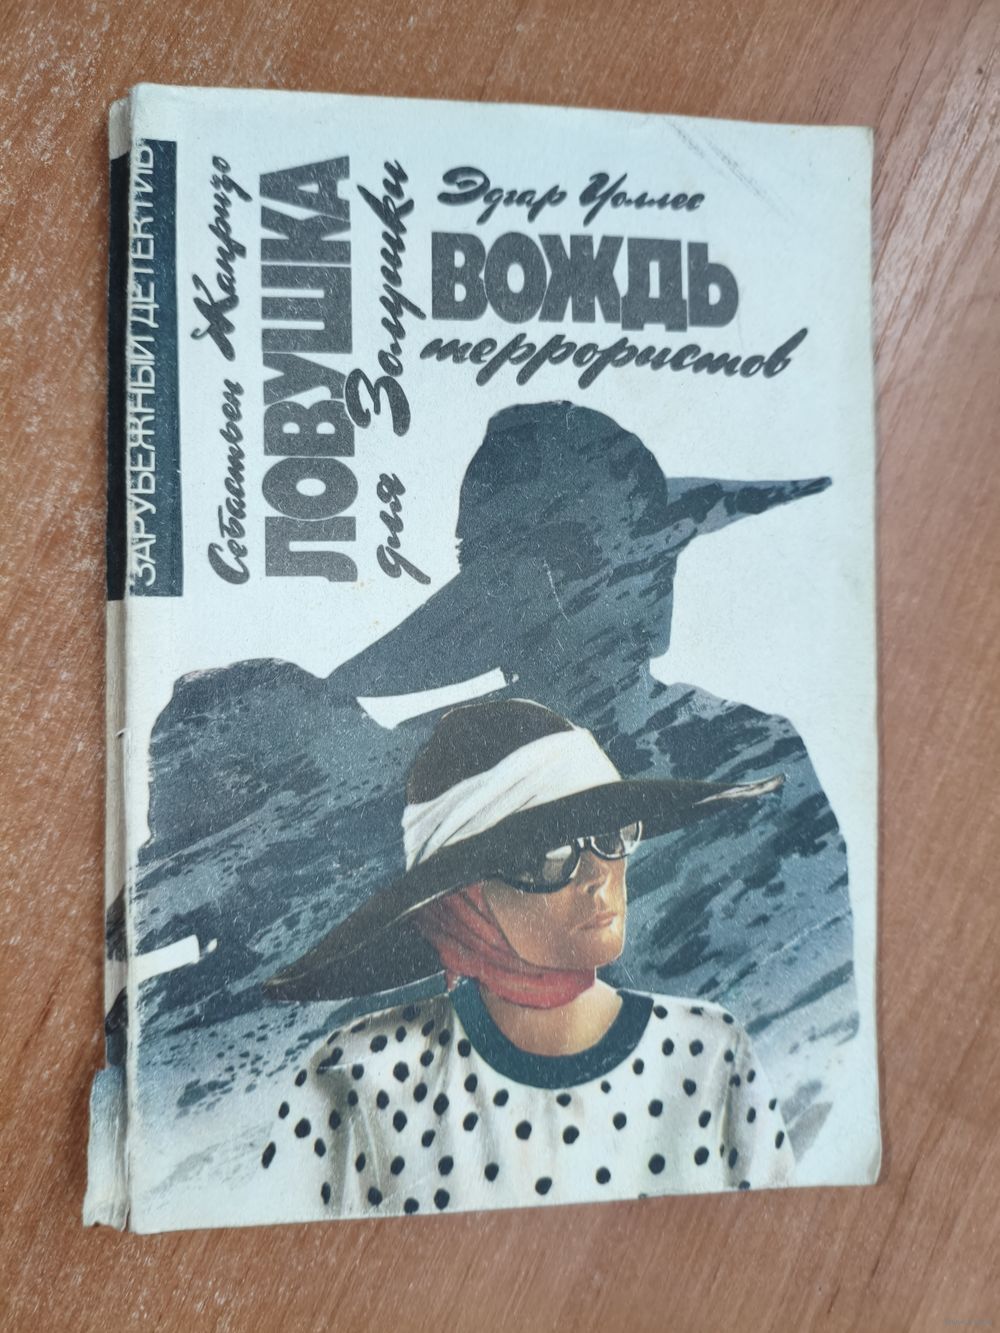 ЗАРУБЕЖНЫЙ ДЕТЕКТИВ
Себастьен Жапризо
ЛОВУШКА
для Золушки
Эдгар Уоллес
ВОЖДЬ
террористов